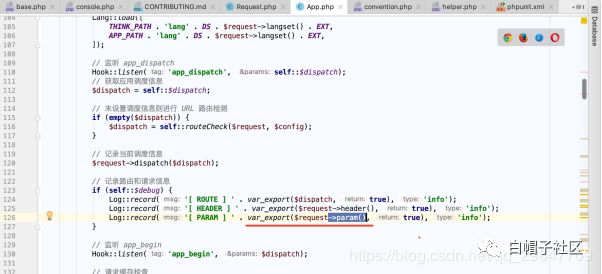 base.php console.php CONTRIBUTING.md Request.php App.php convention.php helper.php phpunit.xml
104 Lang::load([
105 THINK_PATH . 'lang' . DS . $request->langset() . EXT,
106 APP_PATH . 'lang' . DS . $request->langset() . EXT,
107 ]);
108
109 // 监听 app_dispatch
110 Hook::listen( tag: 'app_dispatch', &params: self::$dispatch);
111 // 获取应用调度信息
112 $dispatch = self::$dispatch;
113
114 // 未设置调度信息则进行 URL 路由检测
115 if (empty($dispatch)) {
116 $dispatch = self::routeCheck($request, $config);
117 }
118
119 // 记录当前调度信息
120 $request->dispatch($dispatch);
121
122 // 记录路由和请求信息
123 if (self::$debug) {
124 Log::record( msg: '[ ROUTE ] ' . var_export($dispatch, return: true), type: 'info');
125 Log::record( msg: '[ HEADER ] ' . var_export($request->header(), return: true), type: 'info');
126 Log::record( msg: '[ PARAM ] ' . var_export($request->param(), return: true), type: 'info');
127 }
128
129 // 监听 app_begin
130 Hook::listen( tag: 'app_begin', &params: $dispatch);
131
132 // 请求缓存检查
Database
白帽子社区